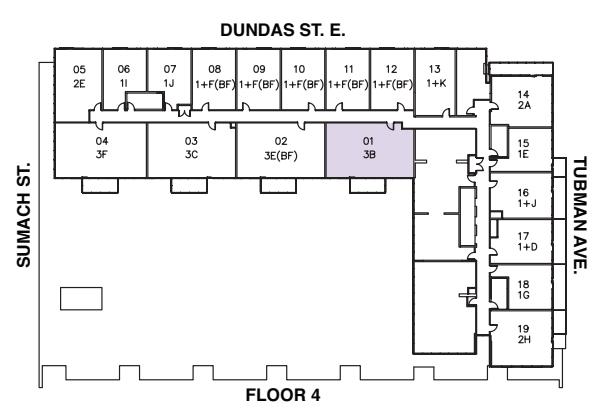 DUNDAS ST. E.
05
2E
06
1I
07
1J
08
1+F(BF)
09
1+F(BF)
10
1+F(BF)
11
1+F(BF)
12
1+F(BF)
13
1+K
14
2A
04
3F
03
3C
02
3E(BF)
01
3B
15
1E
16
1+J
17
1+D
18
1G
19
2H
SUMACH ST.
TUBMAN AVE.
FLOOR 4